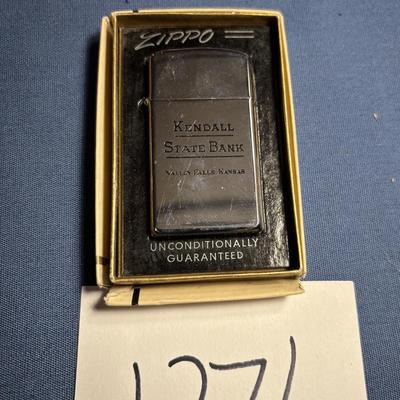 ZIPPO
KENDALL
STATE BANK
VALLEY FALLS, KANSAS
UNCONDITIONALLY
GUARANTEED
1271